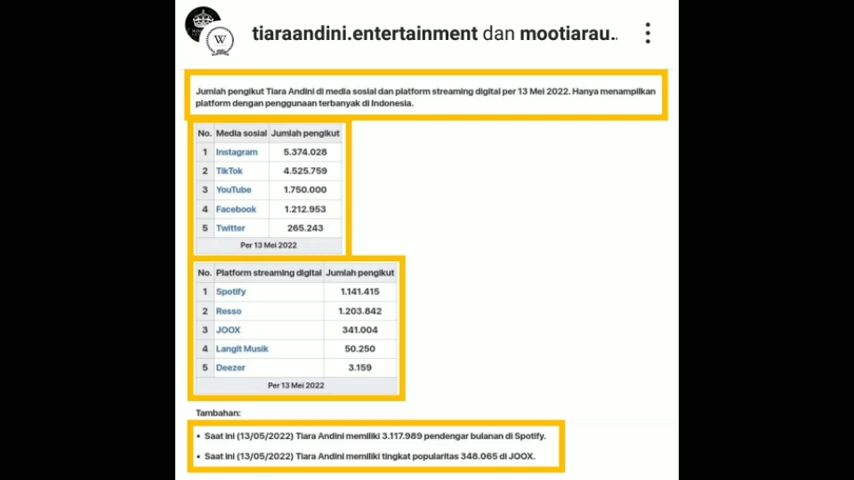 tiaraandini.entertainment dan mootiarau..
W
Jumlah pengikut Tiara Andini di media sosial dan platform streaming digital per 13 Mei 2022. Hanya menampilkan
platform dengan penggunaan terbanyak di Indonesia.
No. Media sosial Jumlah pengikut
1 Instagram 5.374.028
2 TikTok 4.525.759
3 YouTube 1.750.000
4 Facebook 1.212.953
5 Twitter 265.243
Per 13 Mei 2022
No. Platform streaming digital Jumlah pengikut
1 Spotify 1.141.415
2 Resso 1.203.842
3 JOOX 341.004
4 Langit Musik 50.250
5 Deezer 3.159
Per 13 Mei 2022
Tambahan:
• Saat ini (13/05/2022) Tiara Andini memiliki 3.117.989 pendengar bulanan di Spotify.
• Saat ini (13/05/2022) Tiara Andini memiliki tingkat popularitas 348.065 di JOOX.